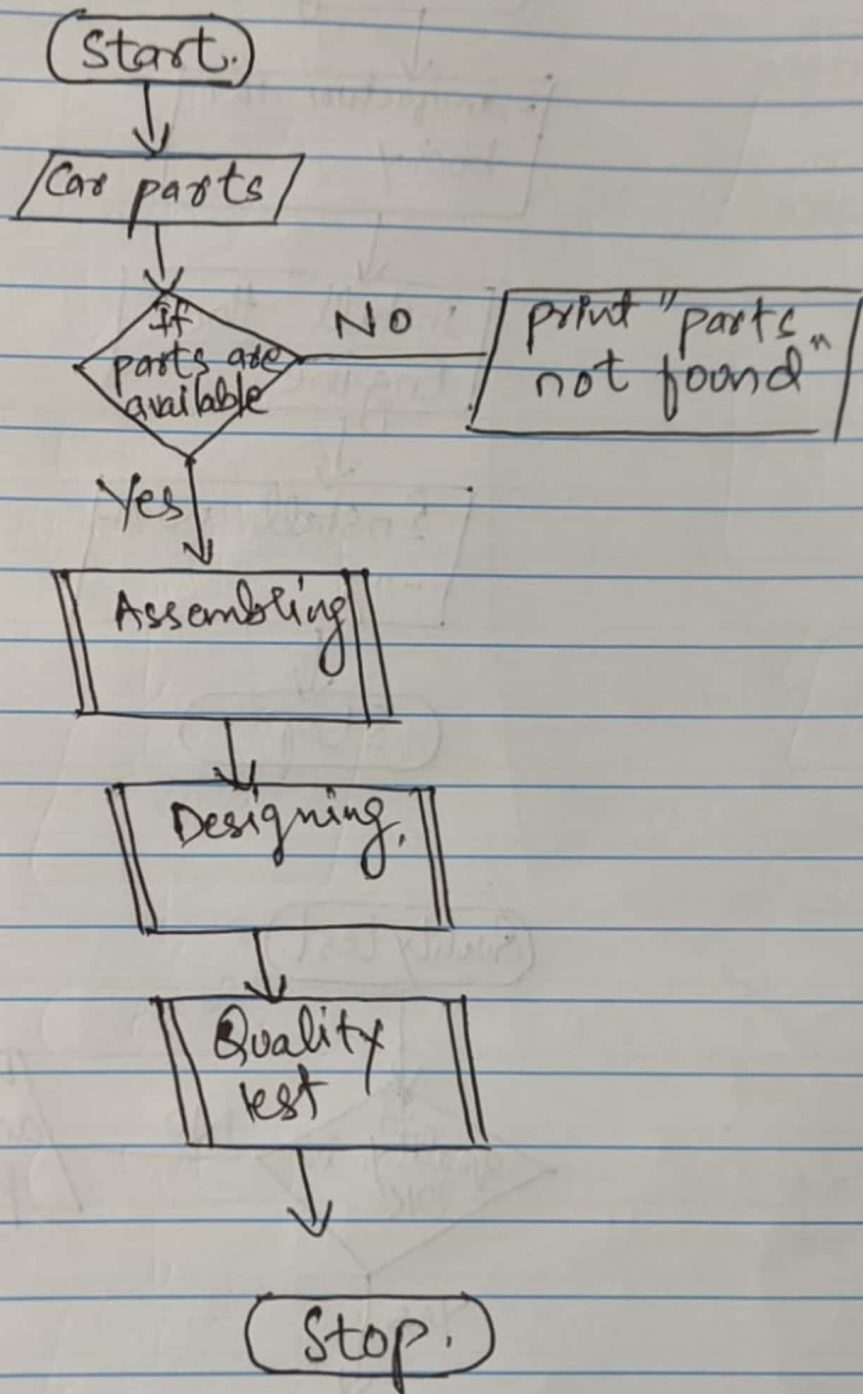 Start.
Car parts
If
parts are
available
NO
print "parts
not found"
Yes
Assembling
Designing.
Quality
test
Stop.